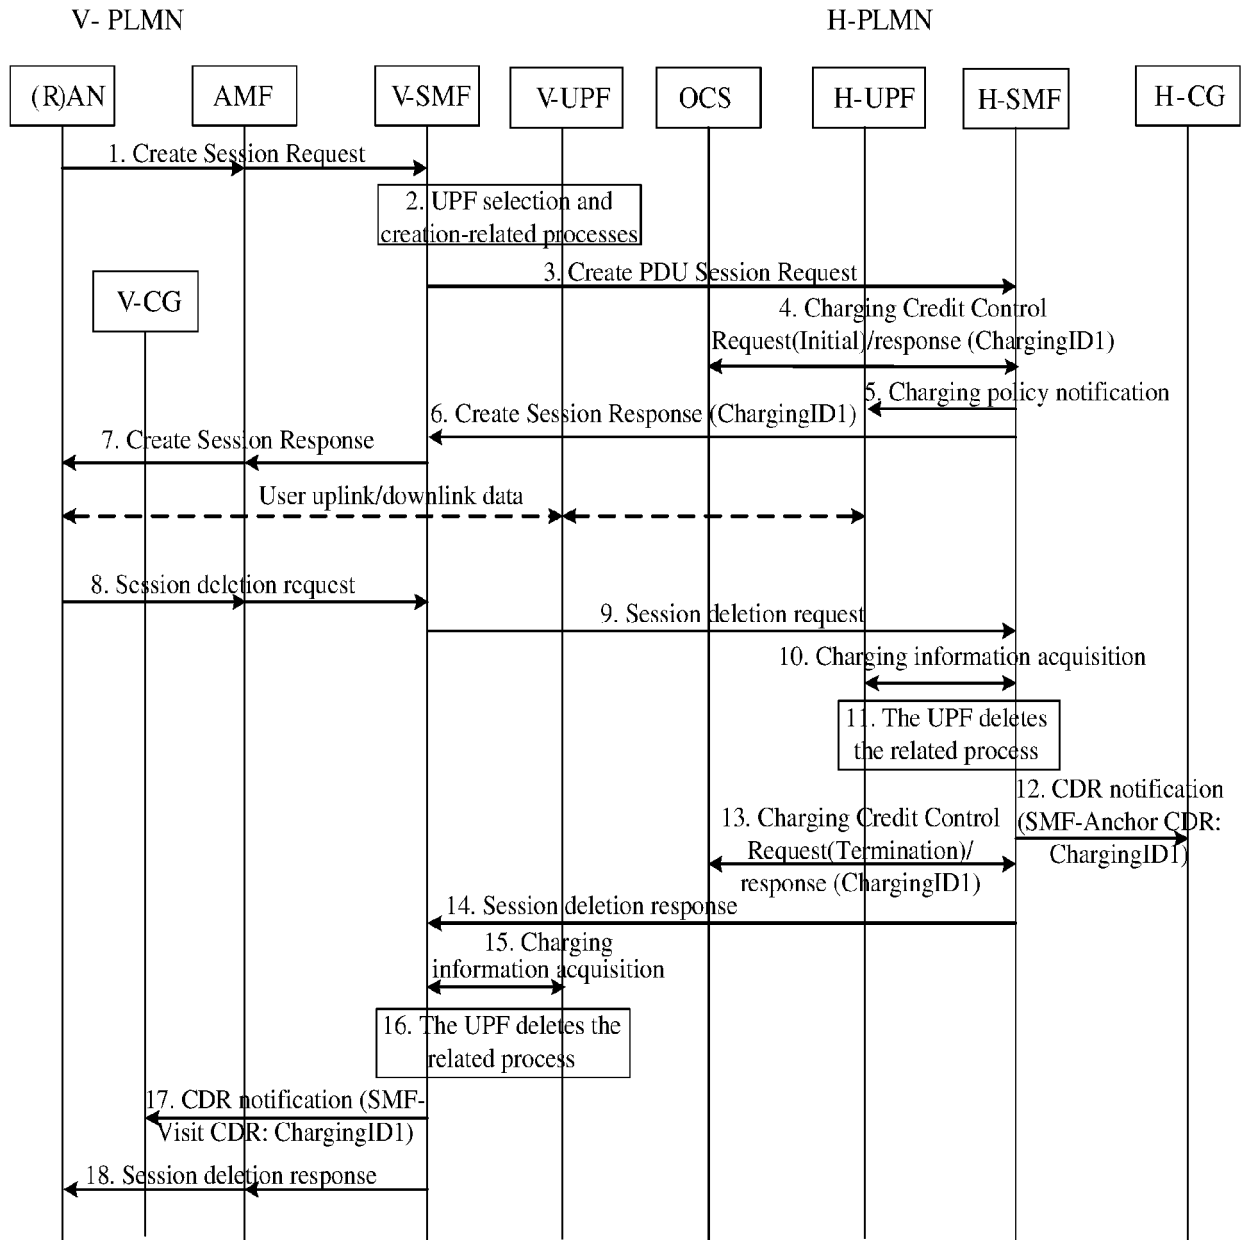 V- PLMN
H-PLMN
(R)AN
AMF
V-SMF
V-UPF
OCS
H-UPF
H-SMF
H-CG
1. Create Session Request
2. UPF selection and
creation-related processes
3. Create PDU Session Request
V-CG
4. Charging Credit Control
Request(Initial)/response (ChargingID1)
5. Charging policy notification
6. Create Session Response (ChargingID1)
7. Create Session Response
User uplink/downlink data
8. Session deletion request
9. Session deletion request
10. Charging information acquisition
11. The UPF deletes
the related process
12. CDR notification
(SMF-Anchor CDR:
ChargingID1)
13. Charging Credit Control
Request(Termination)/
response (ChargingID1)
14. Session deletion response
15. Charging
information acquisition
16. The UPF deletes the
related process
17. CDR notification (SMF-
Visit CDR: ChargingID1)
18. Session deletion response